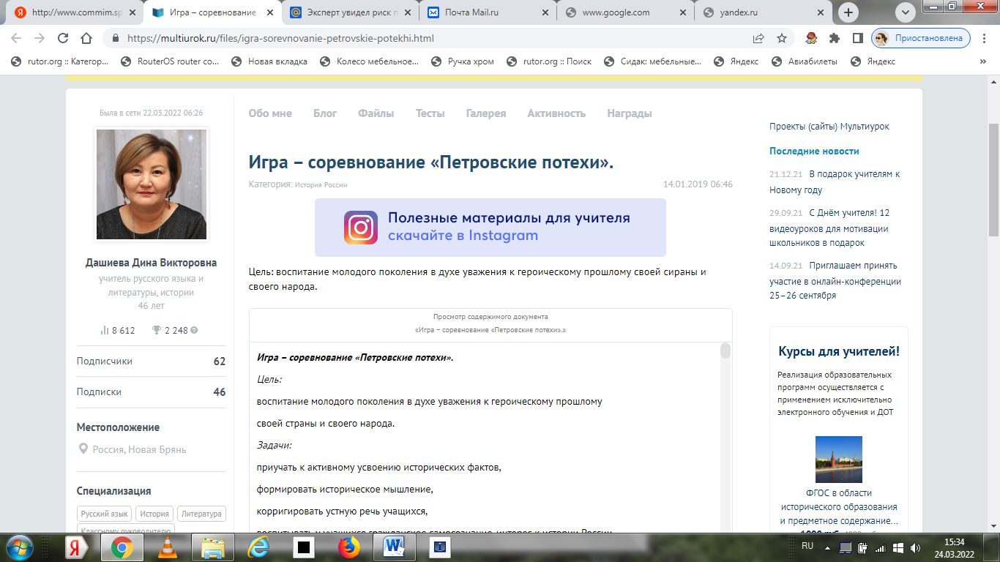 http://www.commim.sp
Игра – соревнование
Эксперт увидел риск п
Почта Mail.ru
www.google.com
yandex.ru
https://multiurok.ru/files/igra-sorevnovanie-petrovskie-potekhi.html
Приостановлена
rutor.org :: Категор...
RouterOS router co...
Новая вкладка
Колесо мебельное...
Ручка хром
rutor.org :: Поиск
Сидак: мебельные...
Яндекс
Авиабилеты
Яндекс
Была в сети 22.03.2022 06:26
Дашиева Дина Викторовна
учитель русского языка и
литературы, истории
46 лет
8 612
2 248
Подписчики 62
Подписки 46
Местоположение
Россия, Новая Брянь
Специализация
Русский язык
История
Литература
Классному руководителю
Обо мне
Блог
Файлы
Тесты
Галерея
Активность
Награды
Игра – соревнование «Петровские потехи».
Категория: История России
14.01.2019 06:46
Полезные материалы для учителя
скачайте в Instagram
Цель: воспитание молодого поколения в духе уважения к героическому прошлому своей сираны и
своего народа.
Просмотр содержимого документа
«Игра – соревнование «Петровские потехи».»
Игра – соревнование «Петровские потехи».
Цель:
воспитание молодого поколения в духе уважения к героическому прошлому
своей страны и своего народа.
Задачи:
приучать к активному усвоению исторических фактов,
формировать историческое мышление,
корригировать устную речь учащихся,
воспитывать у учащихся гражданское самосознание, интерес к истории России
Проекты (сайты) Мультиурок
Последние новости
21.12.21 В подарок учителям к
Новому году
29.09.21 С Днём учителя! 12
видеоуроков для мотивации
школьников в подарок
14.09.21 Приглашаем принять
участие в онлайн-конференции
25–26 сентября
Курсы для учителей!
Реализация образовательных
программ осуществляется с
применением исключительно
электронного обучения и ДОТ
ФГОС в области
исторического образования
и предметное содержание...
RU
15:34
24.03.2022